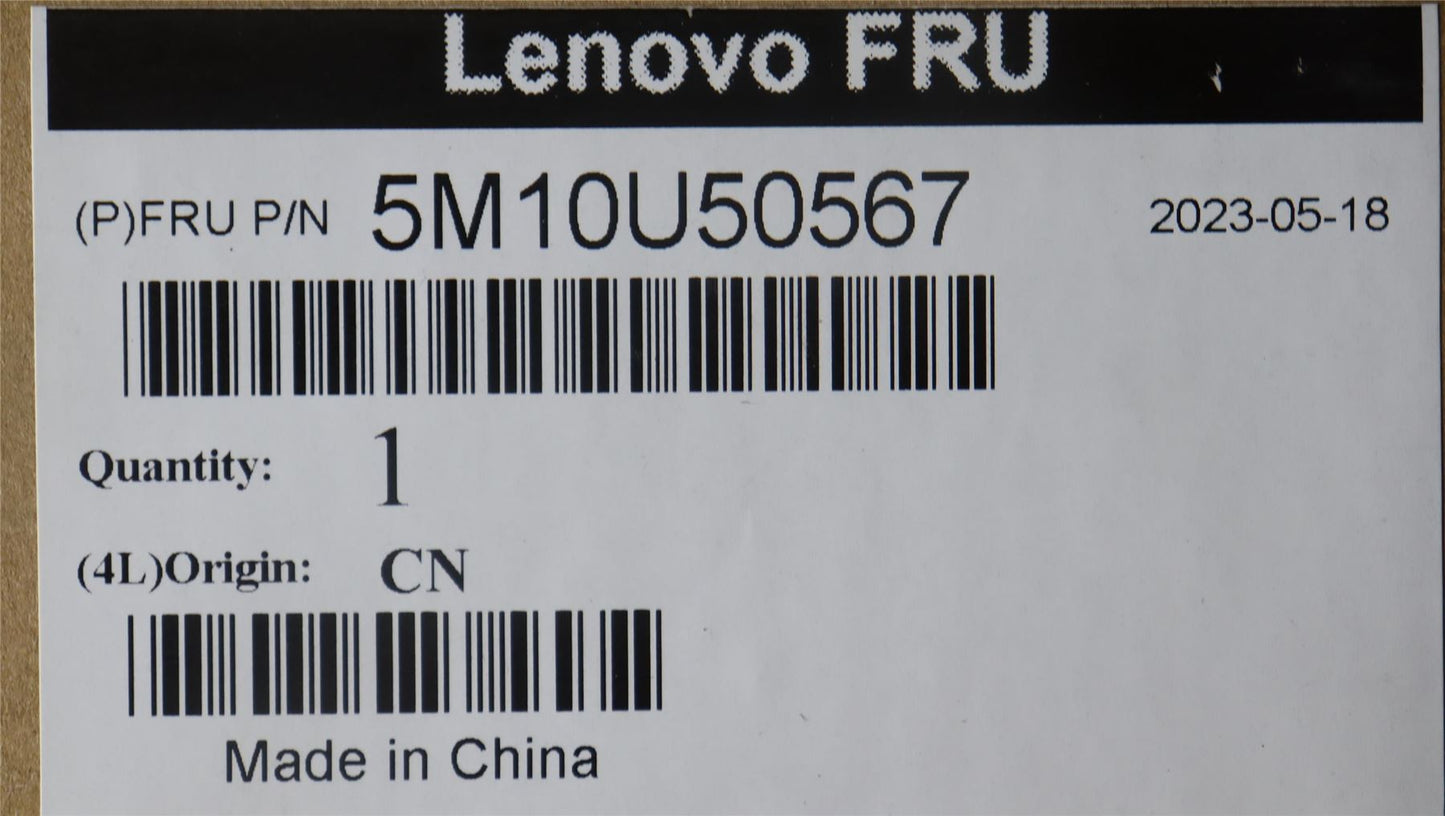 Lenovo FRU
(P)FRU P/N 5M10U50567 2023-05-18
Quantity: 1
(4L)Origin: CN
Made in China